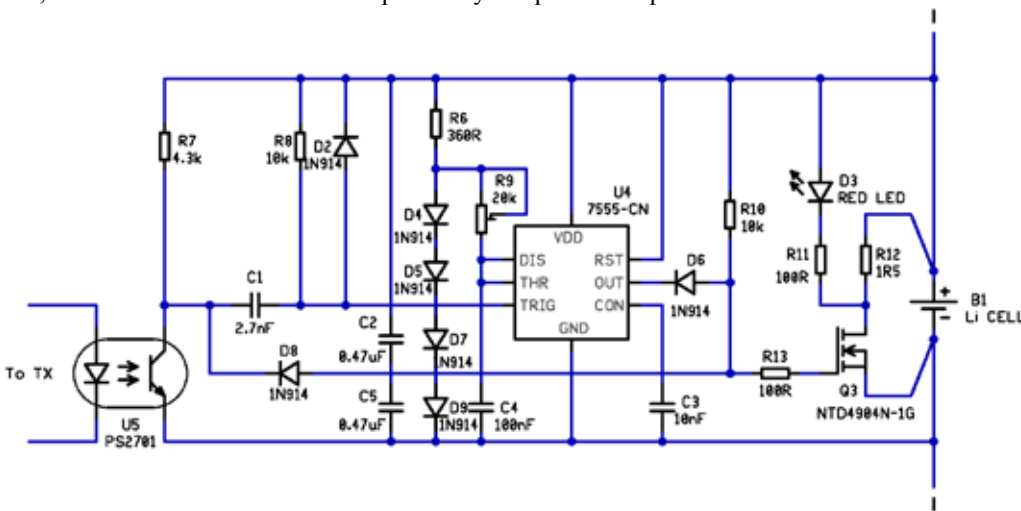 R7
4.3k
R8
10k
D2
1N914
R6
360R
R9
20k
D4
1N914
D5
1N914
D7
1N914
D9
1N914
C1
2.7nF
C2
0.47uF
C5
0.47uF
C4
100nF
U4
7555-CN
VDD
DIS
RST
THR
OUT
TRIG
CON
GND
D6
1N914
R10
10k
D3
RED LED
R11
100R
R12
1R5
+
-
B1
Li CELL
D8
1N914
C3
10nF
R13
100R
Q3
NTD4904N-1G
To TX
U5
PS2701